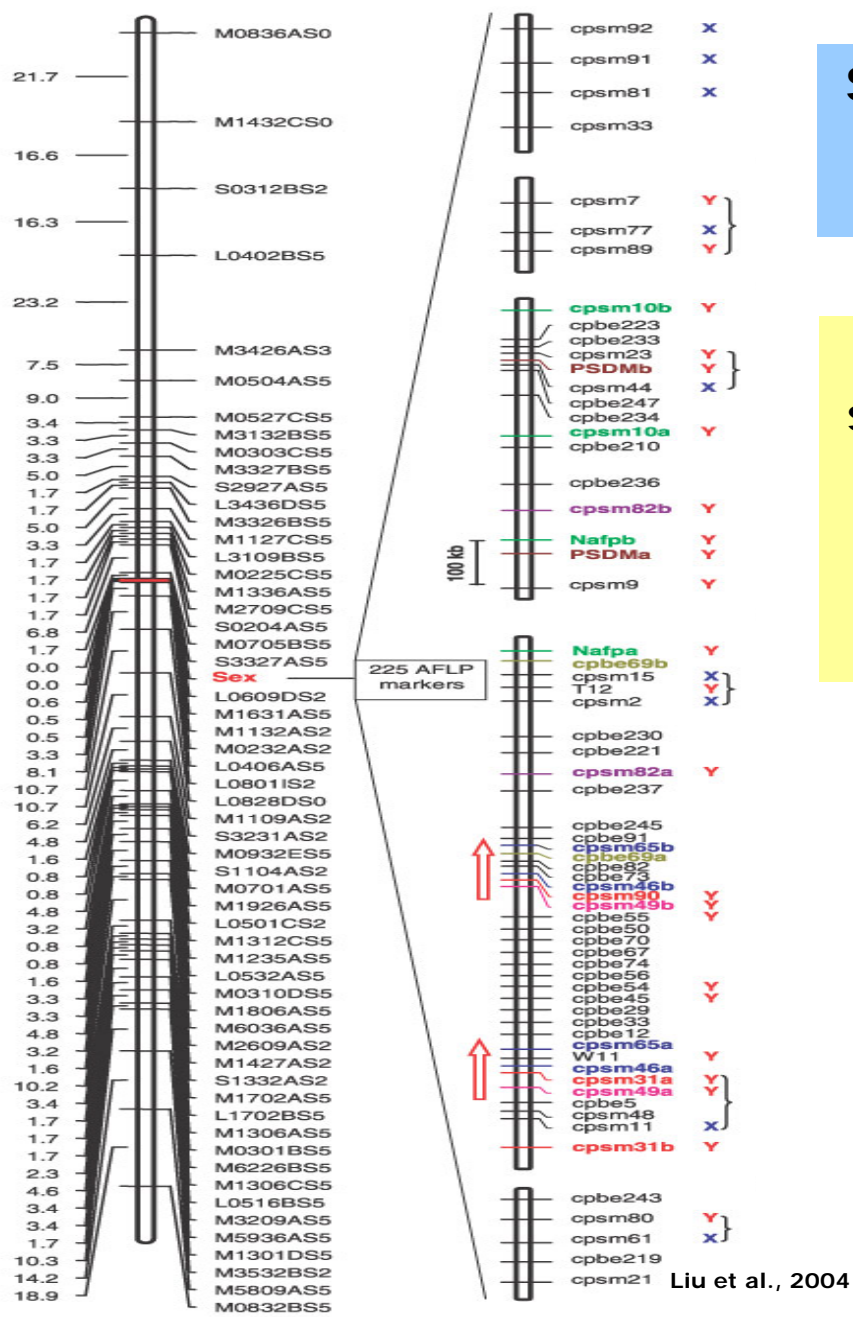 21.7
16.6
16.3
23.2
7.5
9.0
3.4
3.3
3.3
5.0
1.7
1.7
5.0
3.3
1.7
1.7
1.7
6.8
1.7
0.0
0.0
0.6
0.5
0.5
3.3
8.1
10.7
10.7
6.2
4.8
1.6
0.8
0.8
4.8
3.2
0.8
0.8
1.6
3.3
3.3
4.8
3.2
1.6
10.2
3.4
1.7
1.7
1.7
2.3
4.6
3.4
3.4
1.7
10.3
14.2
18.9
M0836AS0
M1432CS0
S0312BS2
L0402BS5
M3426AS3
M0504AS5
M0527CS5
M3132BS5
M0303CS5
M3327BS5
S2927AS5
L3436DS5
M3326BS5
M1127CS5
L3109BS5
M0225CS5
M1336AS5
M2709CS5
S0204AS5
M0705BS5
S3327AS5
Sex
L0609DS2
M1631AS5
M1132AS2
M0232AS2
L0406AS5
L0801IS2
L0828DS0
M1109AS2
S3231AS2
M0932ES5
S1104AS2
M0701AS5
M1926AS5
L0501CS2
M1312CS5
M1235AS5
L0532AS5
M0310DS5
M1806AS5
M6036AS5
M2609AS2
M1427AS2
S1332AS2
M1702AS5
L1702BS5
M1306AS5
M0301BS5
M6226BS5
M1306CS5
L0516BS5
M3209AS5
M5936AS5
M1301DS5
M3532BS2
M5809AS5
M0832BS5
225 AFLP
markers
100 kb
cpsm92 X
cpsm91 X
cpsm81 X
cpsm33
cpsm7 Y
cpsm77 X
cpsm89 Y
cpsm10b Y
cpbe223
cpbe233
cpsm23 Y
PSDMb Y
cpsm44 X
cpbe247
cpbe234
cpsm10a Y
cpbe210
cpbe236
cpsm82b Y
Nafpb Y
PSDMa Y
cpsm9 Y
Nafpa Y
cpbe69b
cpsm15 X
T12 Y
cpsm2 X
cpbe230
cpbe221
cpsm82a Y
cpbe237
cpbe245
cpbe91
cpsm65b
cpbe69a
cpbe82
cpbe73
cpsm46b
cpsm90 Y
cpsm49b Y
cpbe55 Y
cpbe50
cpbe70
cpbe67
cpbe74
cpbe56
cpbe54 Y
cpbe45 Y
cpbe29
cpbe33
cpbe12
cpsm65a
W11 Y
cpsm46a
cpsm31a Y
cpsm49a Y
cpbe5
cpsm48
cpsm11 X
cpsm31b Y
cpbe243
cpsm80 Y
cpsm61 X
cpbe219
cpsm21
Liu et al., 2004
S
S